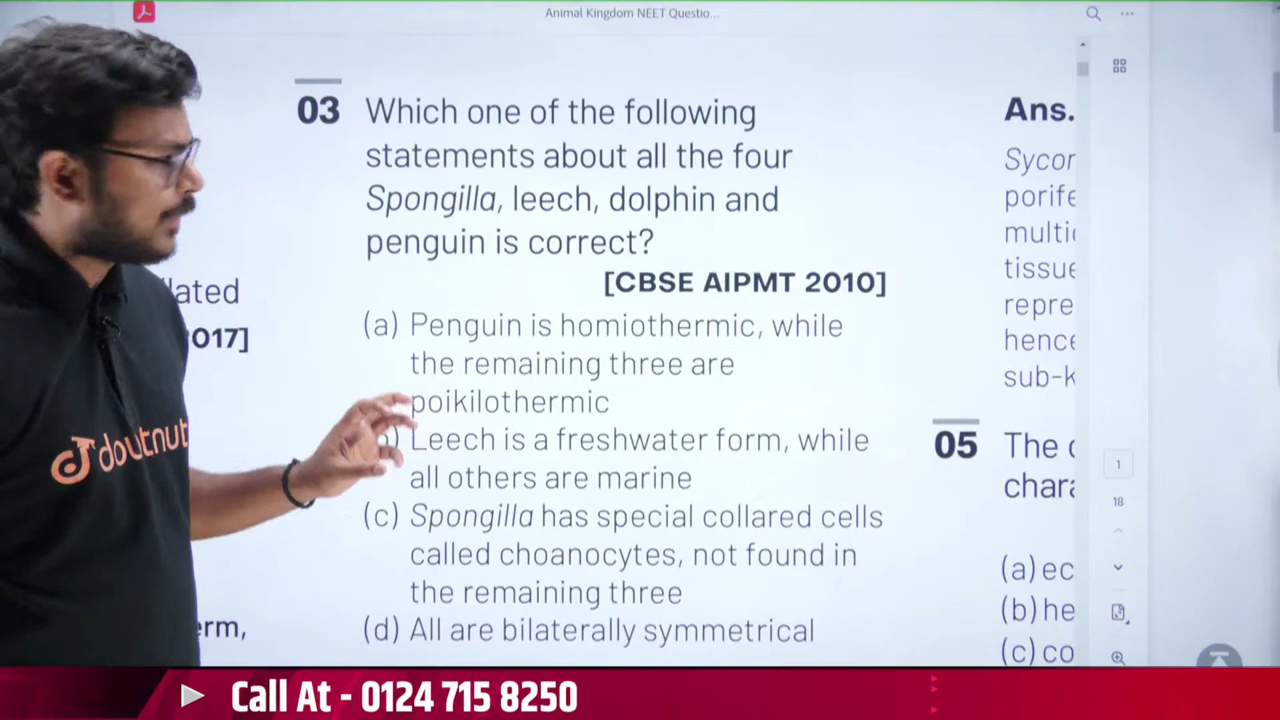 Animal Kingdom NEET Questio...
03 Which one of the following
statements about all the four
Spongilla, leech, dolphin and
penguin is correct?
[CBSE AIPMT 2010]
(a) Penguin is homiothermic, while
the remaining three are
poikilothermic
Leech is a freshwater form, while
all others are marine
(c) Spongilla has special collared cells
called choanocytes, not found in
the remaining three
(d) All are bilaterally symmetrical
lated
017]
erm,
Ans.
Sycor
porife
multi
tissue
repre
hence
sub-k
05 The
chara
(a) ec
(b) he
(c) co
1
18
doutnut
Call At - 0124 715 8250